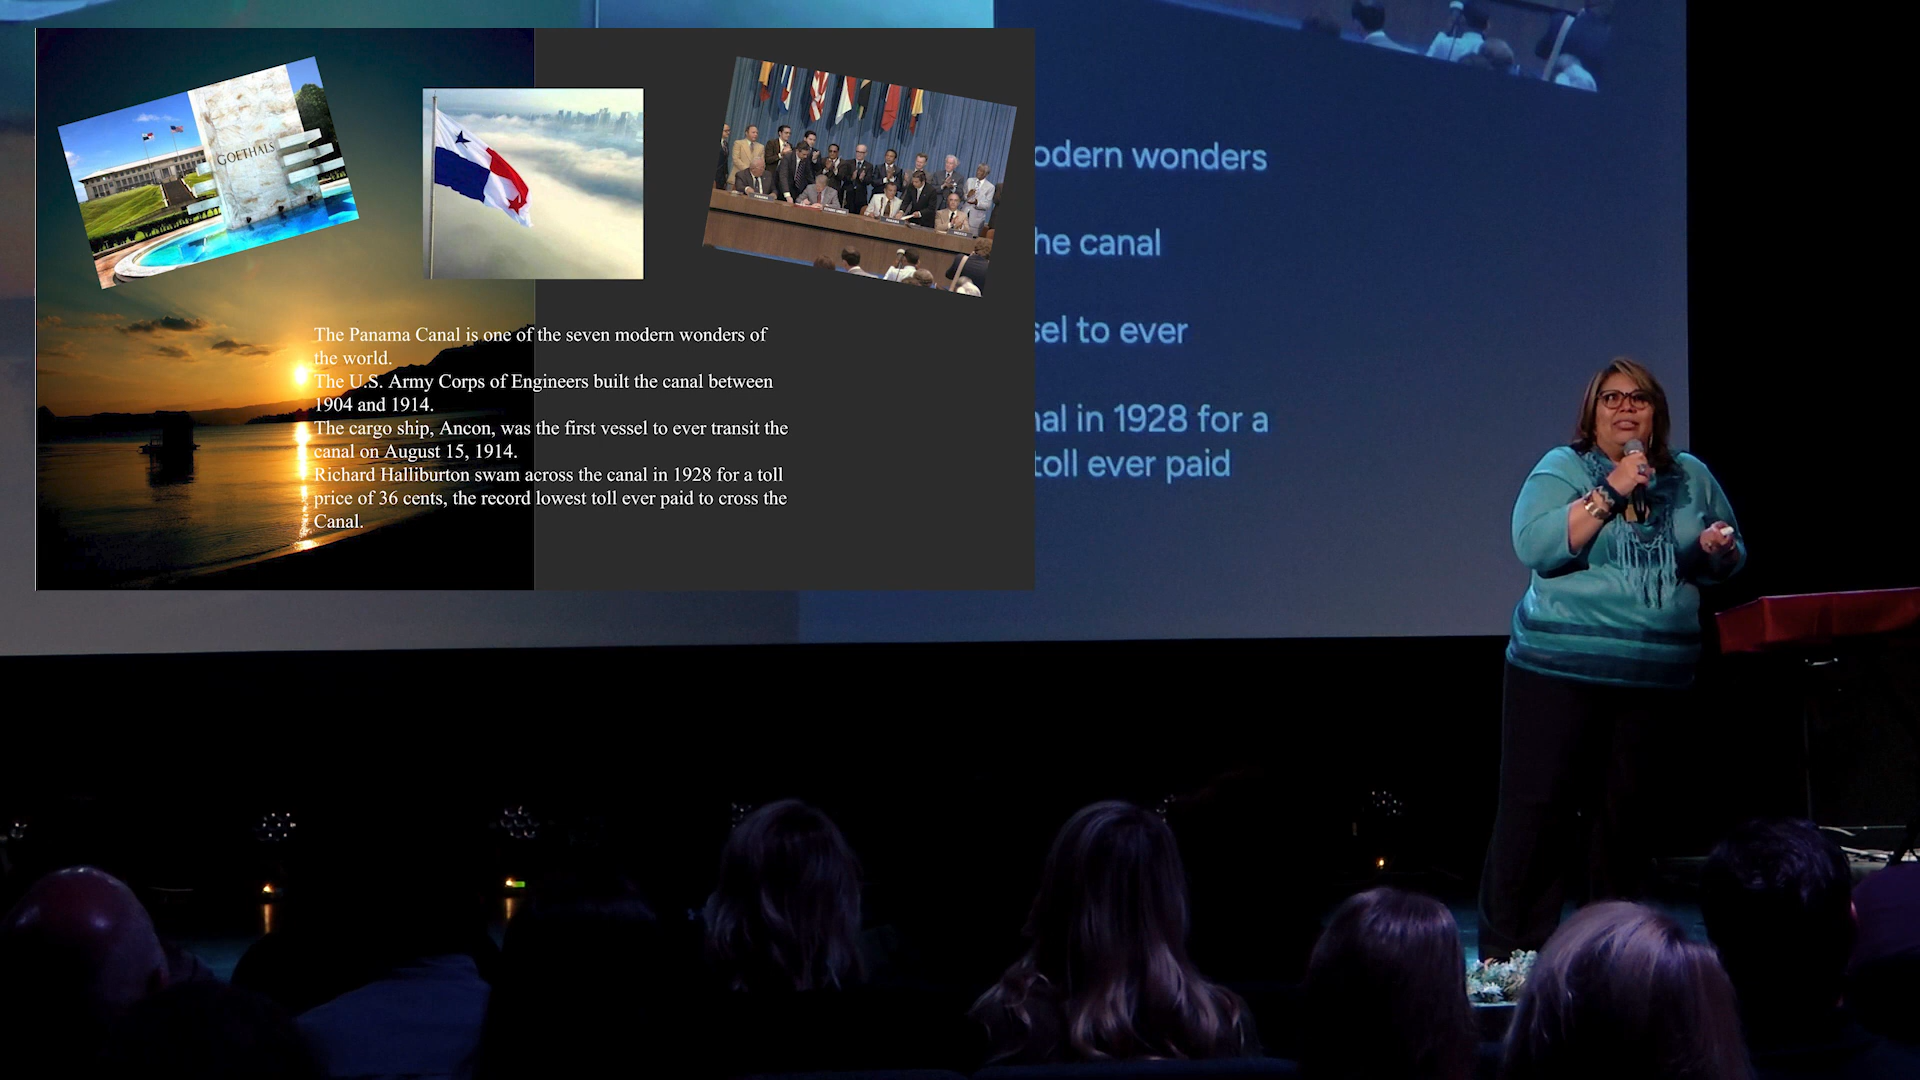 GOETHALS
The Panama Canal is one of the seven modern wonders of
the world.
The U.S. Army Corps of Engineers built the canal between
1904 and 1914.
The cargo ship, Ancon, was the first vessel to ever transit the
canal on August 15, 1914.
Richard Halliburton swam across the canal in 1928 for a toll
price of 36 cents, the record lowest toll ever paid to cross the
Canal.
odern wonders
he canal
sel to ever
nal in 1928 for a
toll ever paid